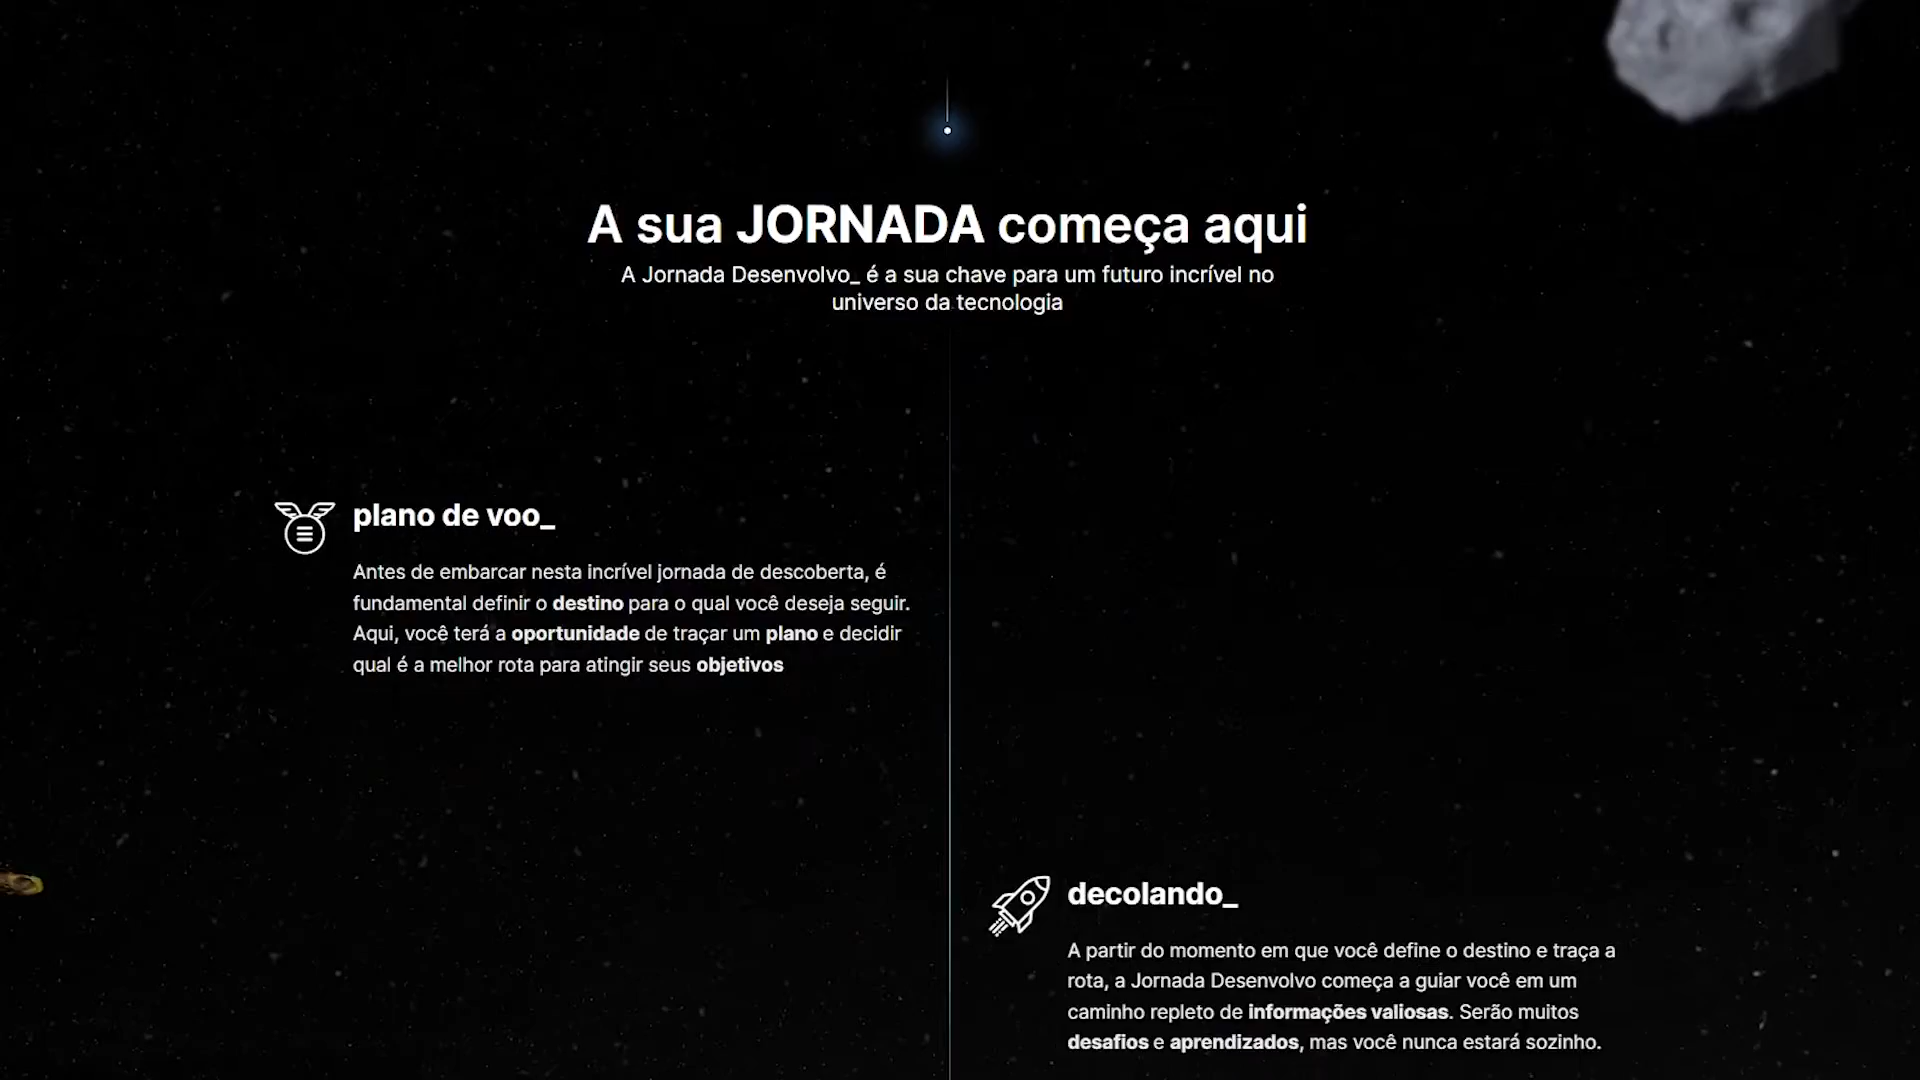 A sua JORNADA começa aqui
A Jornada Desenvolvo_ é a sua chave para um futuro incrível no
universo da tecnologia
plano de voo_
Antes de embarcar nesta incrível jornada de descoberta, é
fundamental definir o destino para o qual você deseja seguir.
Aqui, você terá a oportunidade de traçar um plano e decidir
qual é a melhor rota para atingir seus objetivos
decolando_
A partir do momento em que você define o destino e traça a
rota, a Jornada Desenvolvo começa a guiar você em um
caminho repleto de informações valiosas. Serão muitos
desafios e aprendizados, mas você nunca estará sozinho.